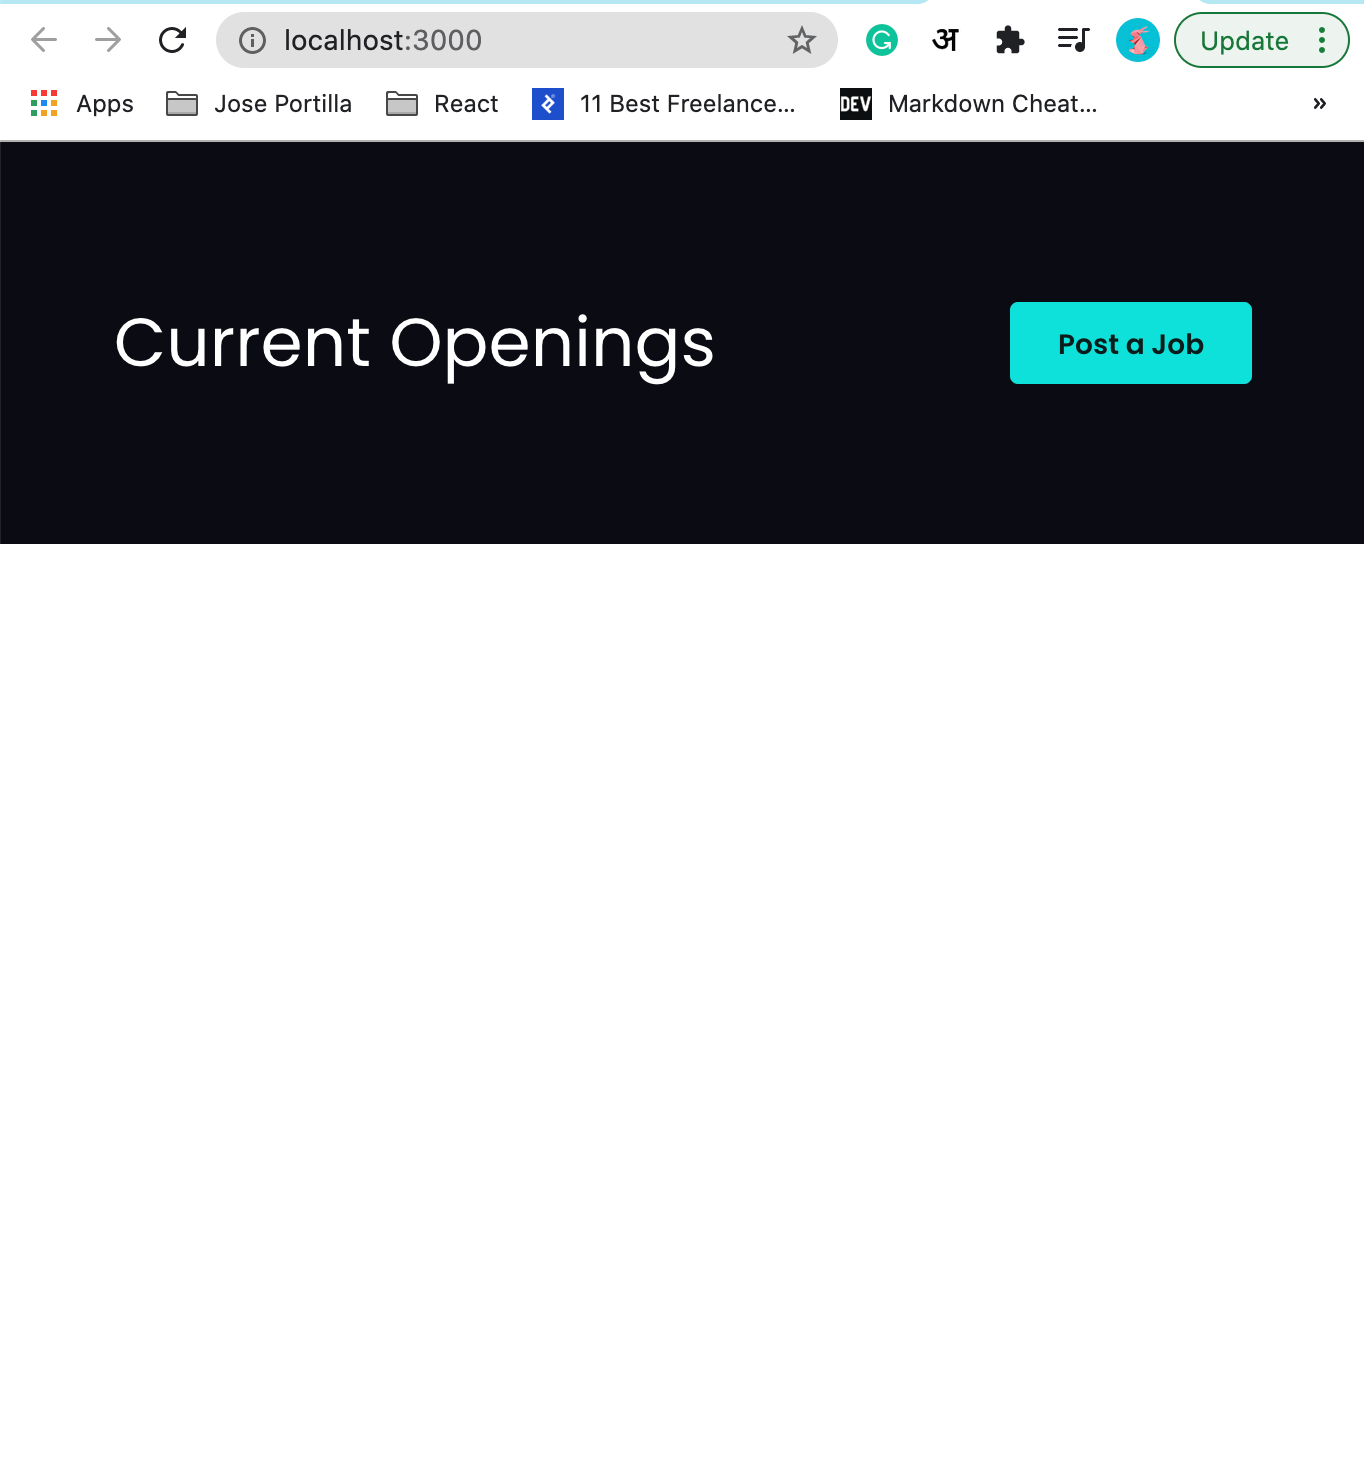 localhost:3000
अ
Update
Apps
Jose Portilla
React
11 Best Freelance...
DEV
Markdown Cheat...
»
Current Openings
Post a Job